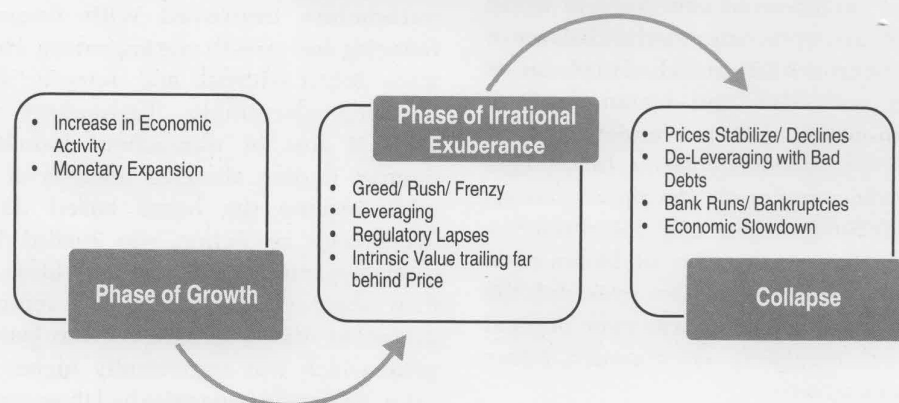 • Increase in Economic
Activity
• Monetary Expansion
Phase of Growth
Phase of Irrational
Exuberance
• Greed/ Rush/ Frenzy
• Leveraging
• Regulatory Lapses
• Intrinsic Value trailing far
behind Price
• Prices Stabilize/ Declines
• De-Leveraging with Bad
Debts
• Bank Runs/ Bankruptcies
• Economic Slowdown
Collapse